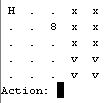 H . . . x x
. . 8 . x x
. . . . x x
. . . . v v
. . . . v v
Action: